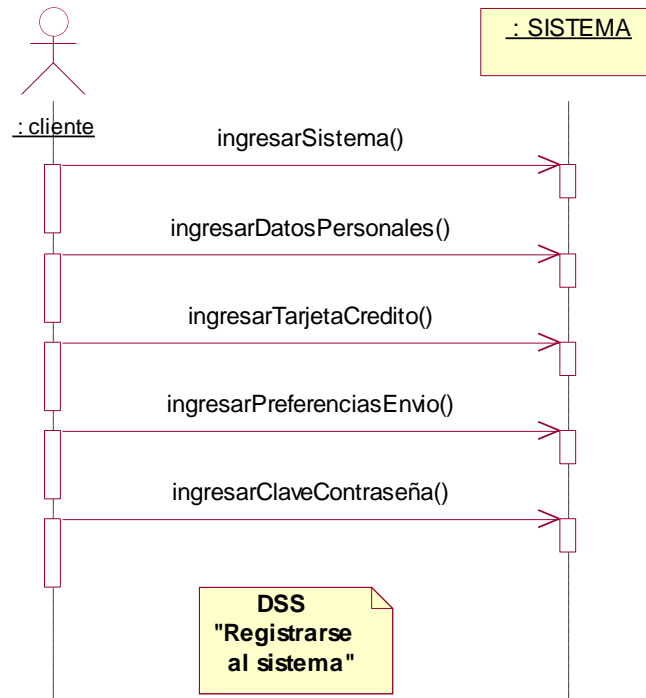 : SISTEMA
: cliente
ingresarSistema()
ingresarDatosPersonales()
ingresarTarjetaCredito()
ingresarPreferenciasEnvio()
ingresarClaveContraseña()
DSS
"Registrarse
al sistema"